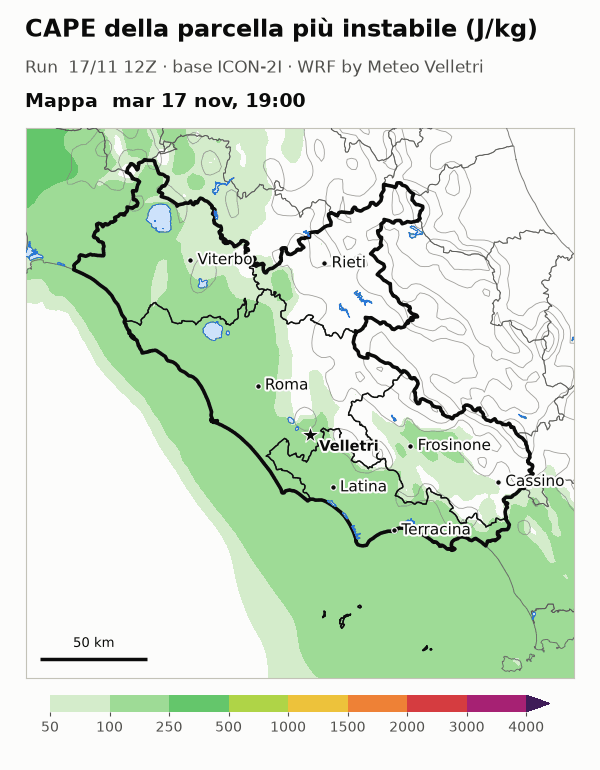 CAPE della parcella più instabile (J/kg)
Run  17/11 12Z · base ICON-2I · WRF by Meteo Velletri
Mappa  mar 17 nov, 19:00
Viterbo
Rieti
Roma
Velletri
Frosinone
Cassino
Latina
Terracina
50 km
50 100 250 500 1000 1500 2000 3000 4000